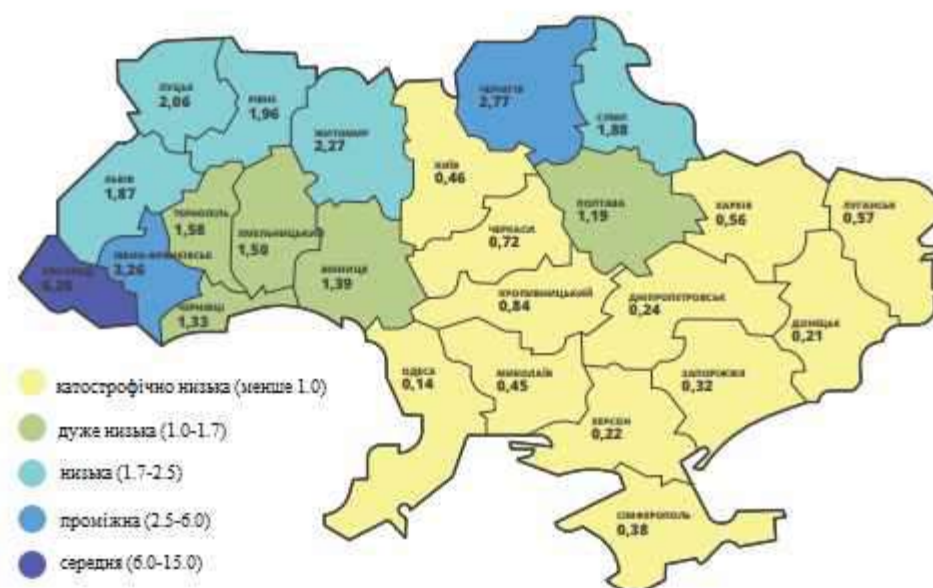 ЛУЦЬК
2,06
РІВНЕ
1,96
ЖИТОМИР
2,27
ЧЕРНІГІВ
2,77
СУМИ
1,88
ЛЬВІВ
1,87
КИЇВ
0,46
ТЕРНОПІЛЬ
1,58
ХМЕЛЬНИЦЬКИЙ
1,50
ПОЛТАВА
1,19
ХАРКІВ
0,56
ЛУГАНСЬК
0,57
ЧЕРКАСИ
0,72
3,26
ВІННИЦЯ
1,39
ЧЕРНІВЦІ
1,33
КРОПИВНИЦЬКИЙ
0,84
ДНІПРОПЕТРОВСЬК
0,24
ДОНЕЦЬК
0,21
ОДЕСА
0,14
МИКОЛАЇВ
0,45
ЗАПОРІЖЖЯ
0,32
ХЕРСОН
0,22
СІМФЕРОПОЛЬ
0,38
катострофічно низька (менше 1.0)
дуже низька (1.0-1.7)
низька (1.7-2.5)
проміжна (2.5-6.0)
середня (6.0-15.0)